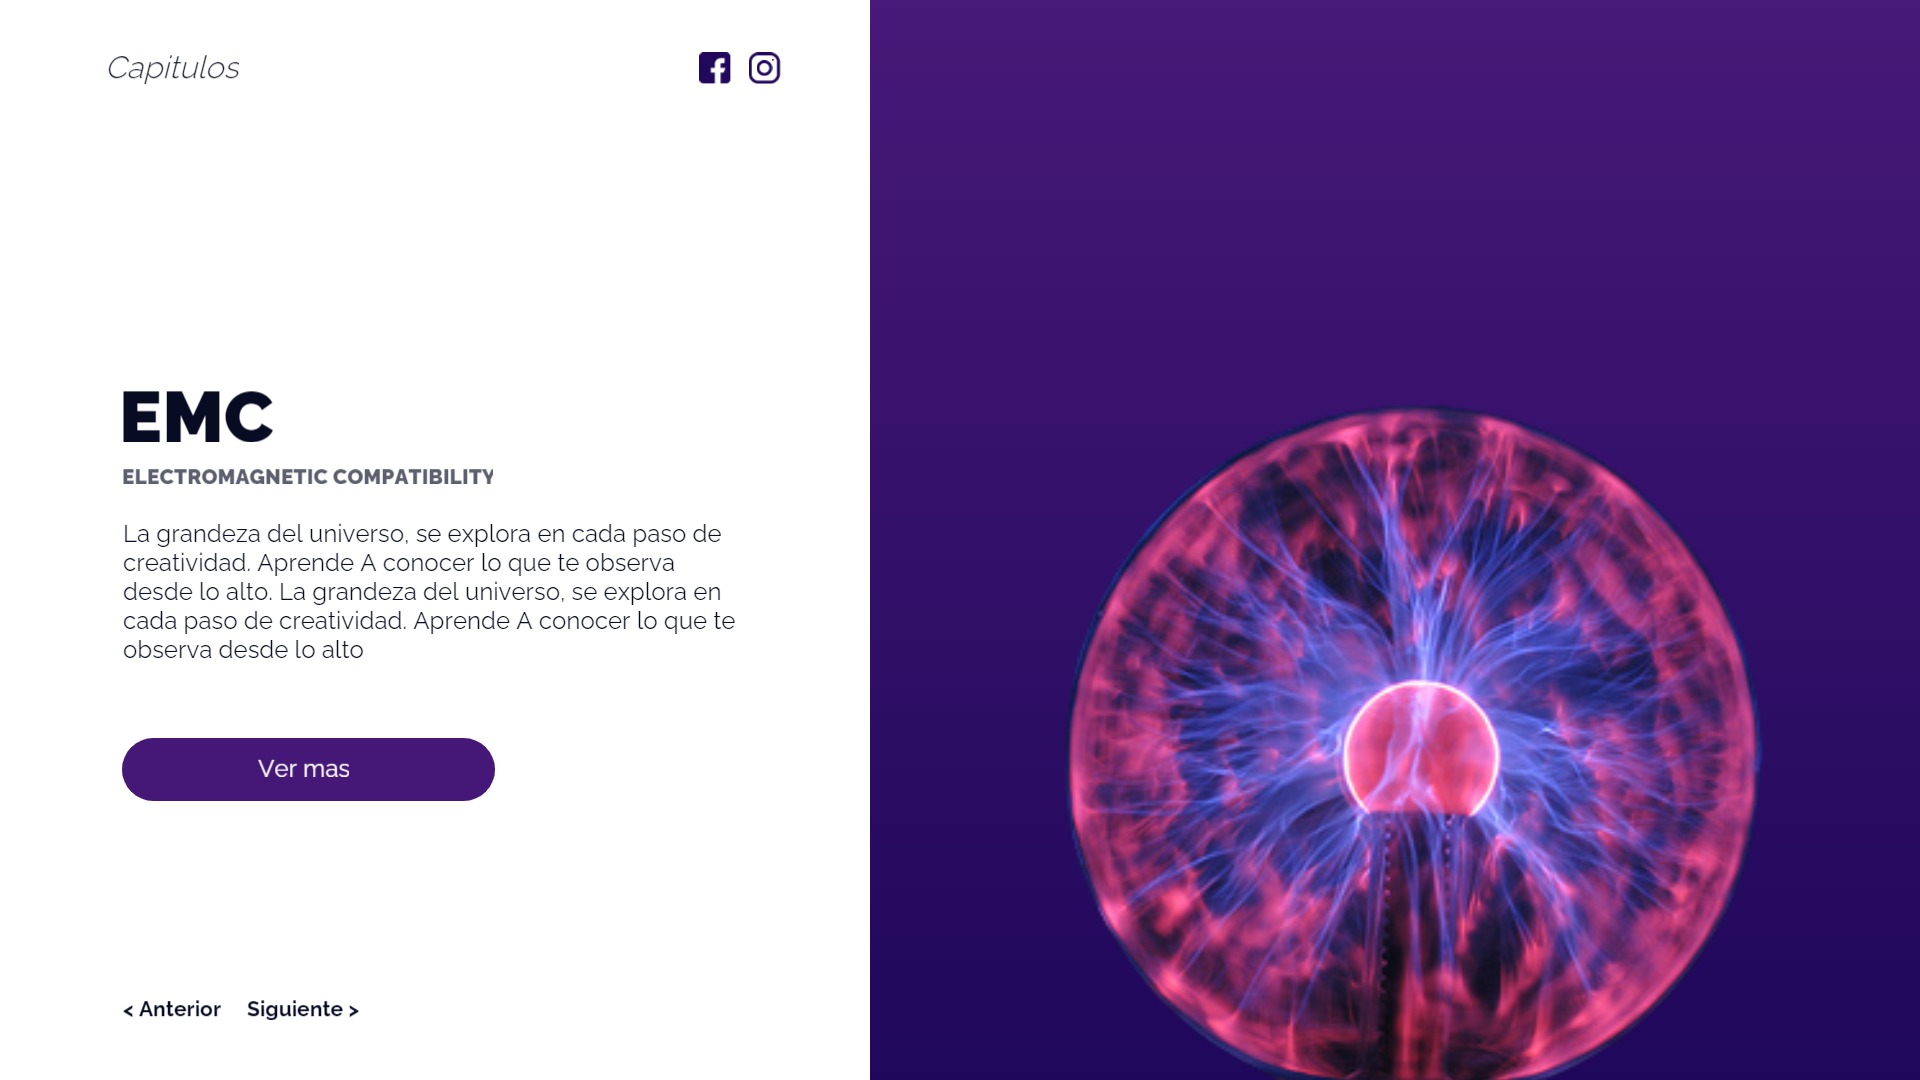 Capitulos
EMC
ELECTROMAGNETIC COMPATIBILITY
La grandeza del universo, se explora en cada paso de
creatividad. Aprende A conocer lo que te observa
desde lo alto. La grandeza del universo, se explora en
cada paso de creatividad. Aprende A conocer lo que te
observa desde lo alto
Ver mas
< Anterior Siguiente >